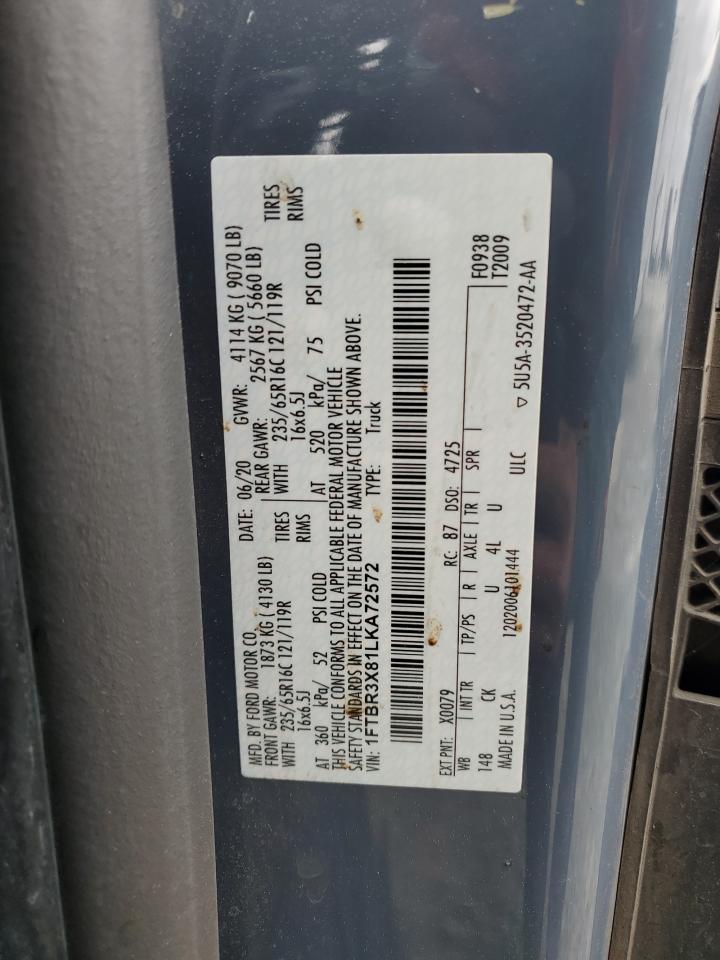 MFD. BY FORD MOTOR CO. DATE: 06/20 GVWR: 4114 KG ( 9070 LB)
FRONT GAWR: 1873 KG ( 4130 LB) REAR GAWR: 2567 KG ( 5660 LB)
WITH 235/65R16C 121/119R TIRES WITH 235/65R16C 121/119R TIRES
16x6.5J RIMS 16x6.5J RIMS
AT 360 kPa/ 52 PSI COLD AT 520 kPa/ 75 PSI COLD
THIS VEHICLE CONFORMS TO ALL APPLICABLE FEDERAL MOTOR VEHICLE
SAFETY STANDARDS IN EFFECT ON THE DATE OF MANUFACTURE SHOWN ABOVE.
VIN: 1FTBR3X81LKA72572 TYPE: Truck
EXT PNT: X0079 RC: 87 DSO: 4725
WB | INT TR | TP/PS | R | AXLE | TR | SPR | F0938
148 CK U 4L U T2009
MADE IN U.S.A. 1202006101444 ULC ▽ 5U5A-3520472-AA